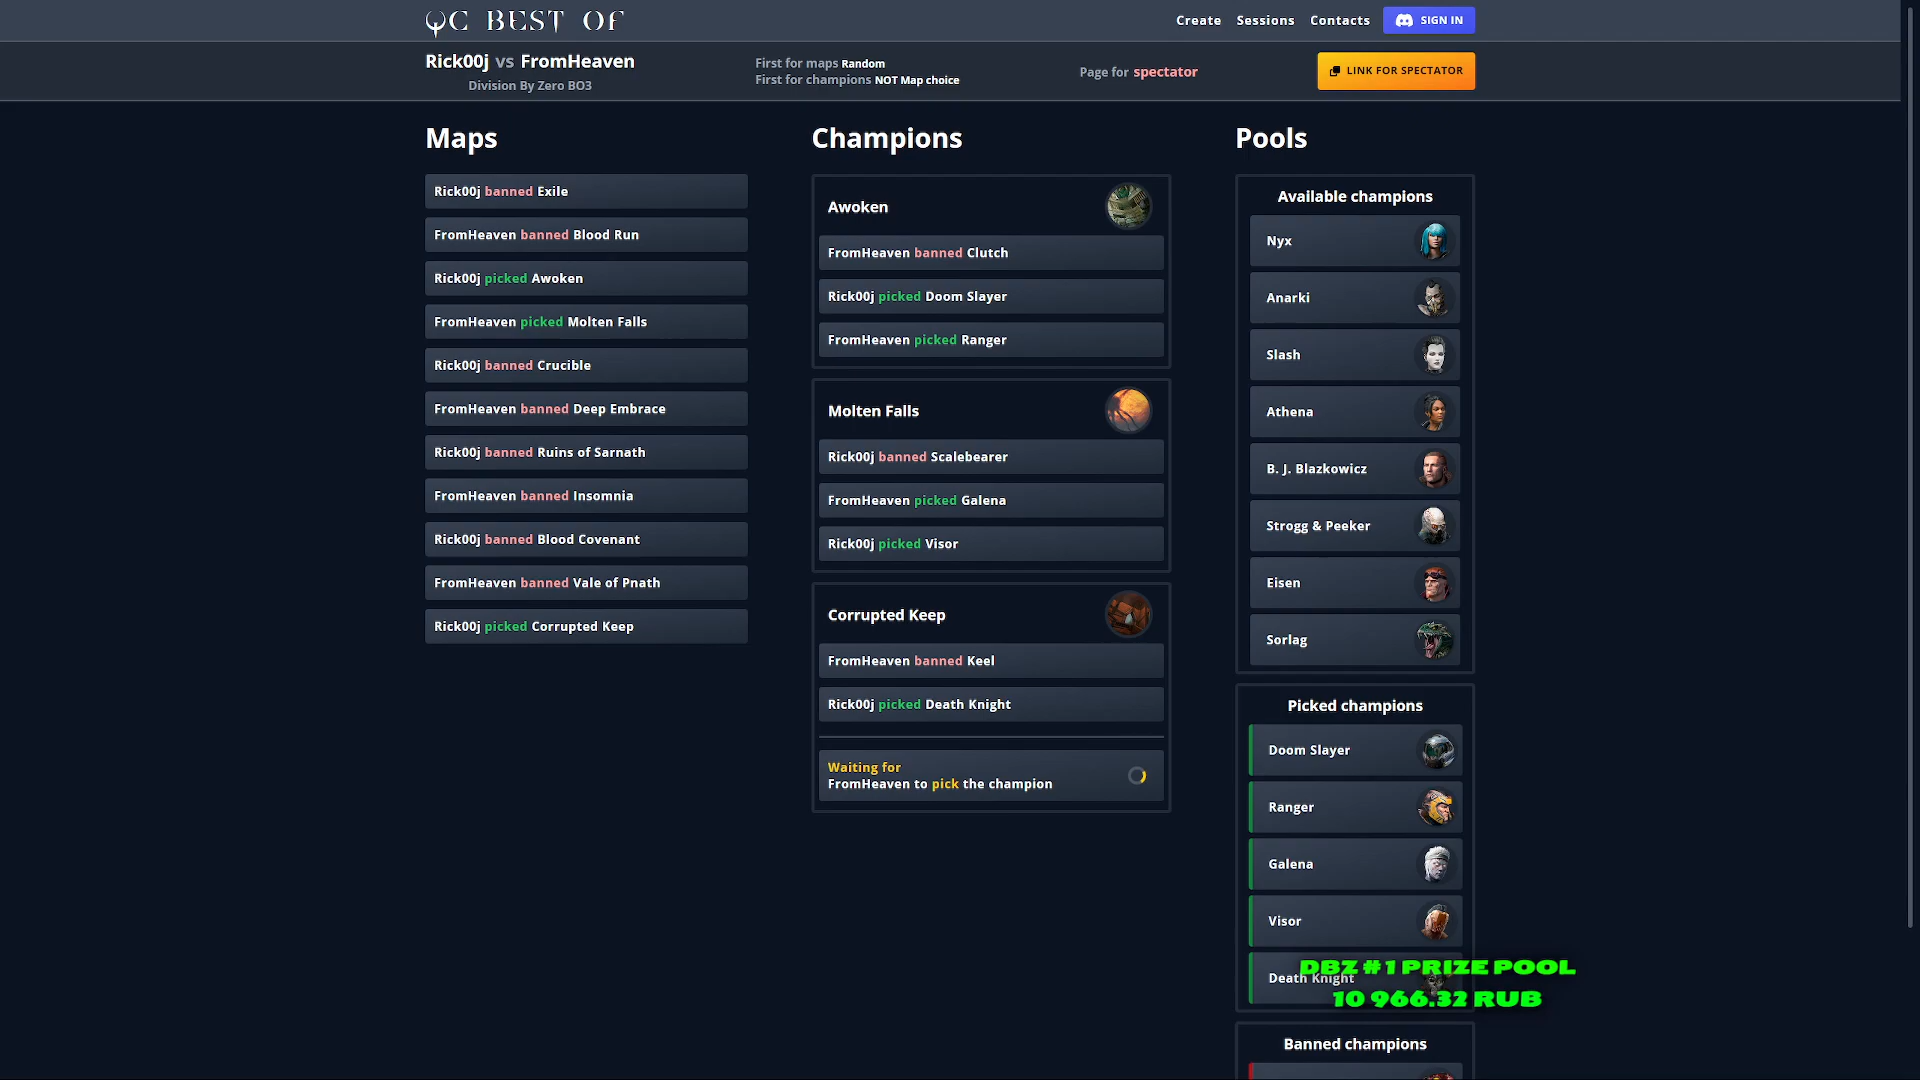 QC BEST OF
Create Sessions Contacts SIGN IN
Rick00j vs FromHeaven
Division By Zero BO3
First for maps Random
First for champions NOT Map choice
Page for spectator
LINK FOR SPECTATOR
Maps
Rick00j banned Exile
FromHeaven banned Blood Run
Rick00j picked Awoken
FromHeaven picked Molten Falls
Rick00j banned Crucible
FromHeaven banned Deep Embrace
Rick00j banned Ruins of Sarnath
FromHeaven banned Insomnia
Rick00j banned Blood Covenant
FromHeaven banned Vale of Pnath
Rick00j picked Corrupted Keep
Champions
Awoken
FromHeaven banned Clutch
Rick00j picked Doom Slayer
FromHeaven picked Ranger
Molten Falls
Rick00j banned Scalebearer
FromHeaven picked Galena
Rick00j picked Visor
Corrupted Keep
FromHeaven banned Keel
Rick00j picked Death Knight
Waiting for
FromHeaven to pick the champion
Pools
Available champions
Nyx
Anarki
Slash
Athena
B. J. Blazkowicz
Strogg & Peeker
Eisen
Sorlag
Picked champions
Doom Slayer
Ranger
Galena
Visor
Death Knight
DBZ #1 PRIZE POOL
10 966.32 RUB
Banned champions